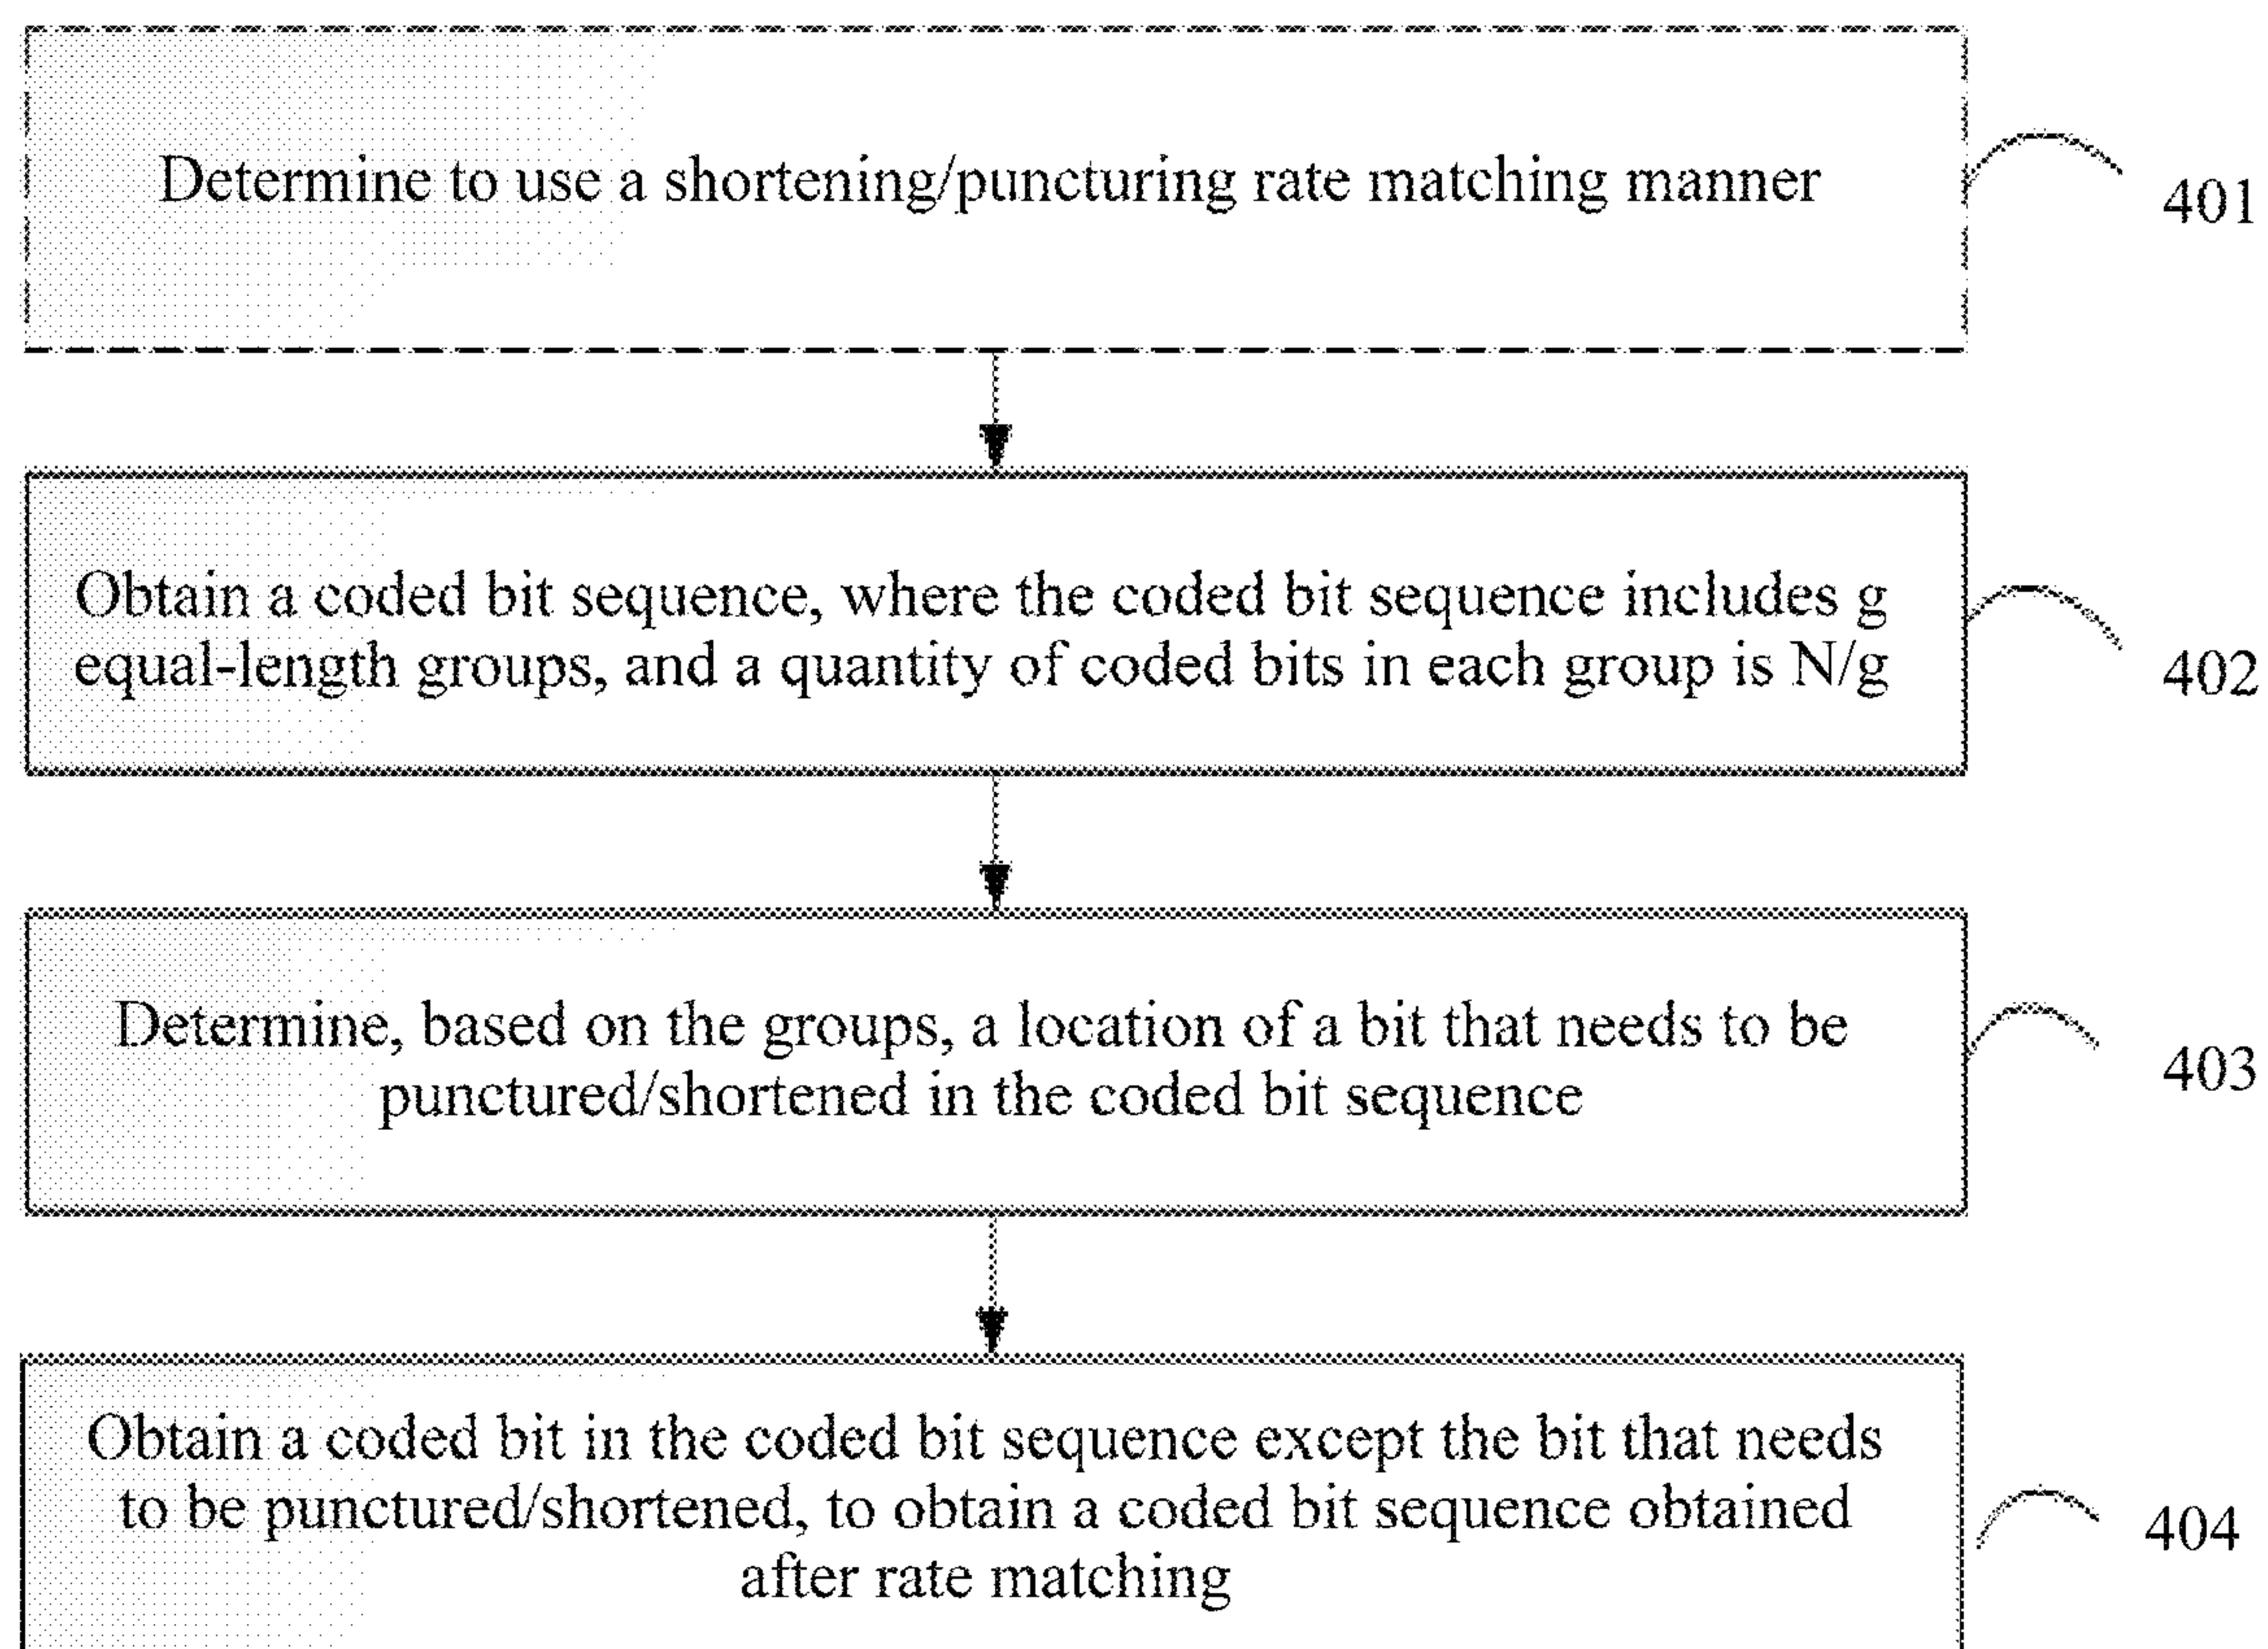 Determine to use a shortening/puncturing rate matching manner
401
Obtain a coded bit sequence, where the coded bit sequence includes g
equal-length groups, and a quantity of coded bits in each group is N/g
402
Determine, based on the groups, a location of a bit that needs to be
punctured/shortened in the coded bit sequence
403
Obtain a coded bit in the coded bit sequence except the bit that needs
to be punctured/shortened, to obtain a coded bit sequence obtained
after rate matching
404